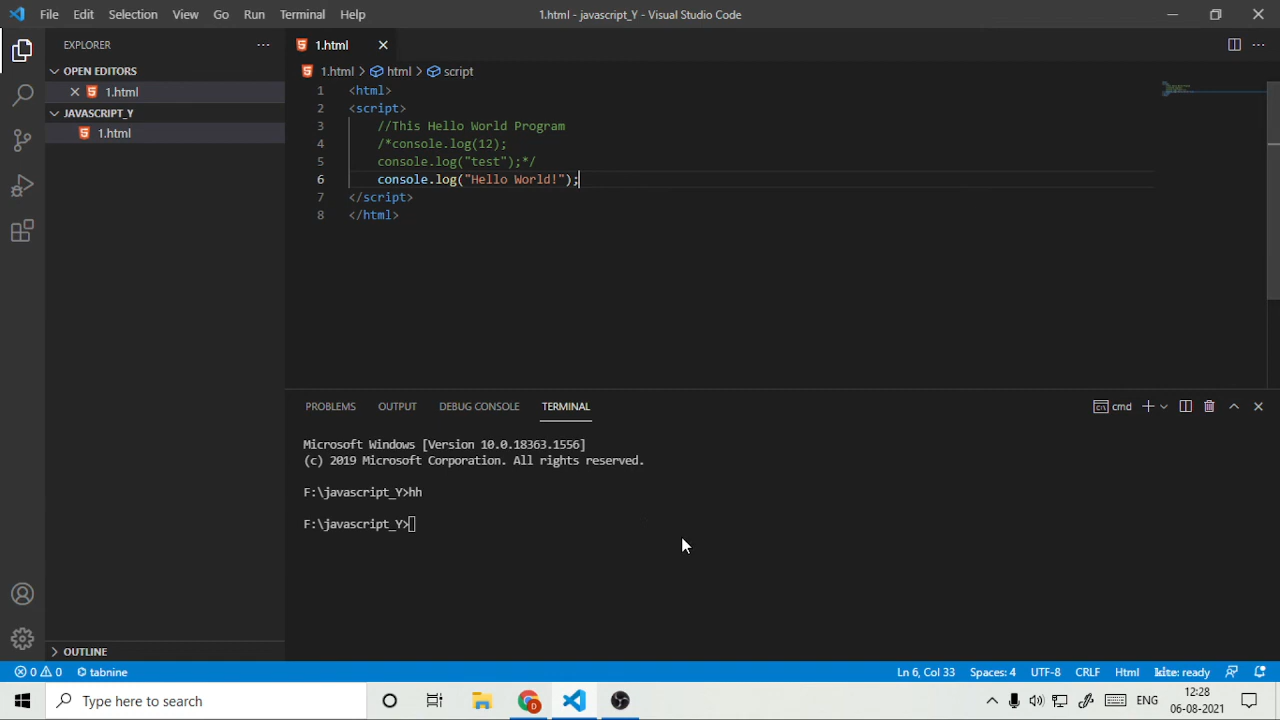 File Edit Selection View Go Run Terminal Help 1.html - javascript_Y - Visual Studio Code
EXPLORER
OPEN EDITORS
1.html
JAVASCRIPT_Y
1.html
OUTLINE
1.html
1.html > html > script
1 <html>
2 <script>
3 //This Hello World Program
4 /*console.log(12);
5 console.log("test");*/
6 console.log("Hello World!");
7 </script>
8 </html>
PROBLEMS OUTPUT DEBUG CONSOLE TERMINAL cmd
Microsoft Windows [Version 10.0.18363.1556]
(c) 2019 Microsoft Corporation. All rights reserved.
F:\javascript_Y>hh
F:\javascript_Y>
0 0 tabnine Ln 6, Col 33 Spaces: 4 UTF-8 CRLF Html kite: ready
Type here to search ENG 12:28
06-08-2021